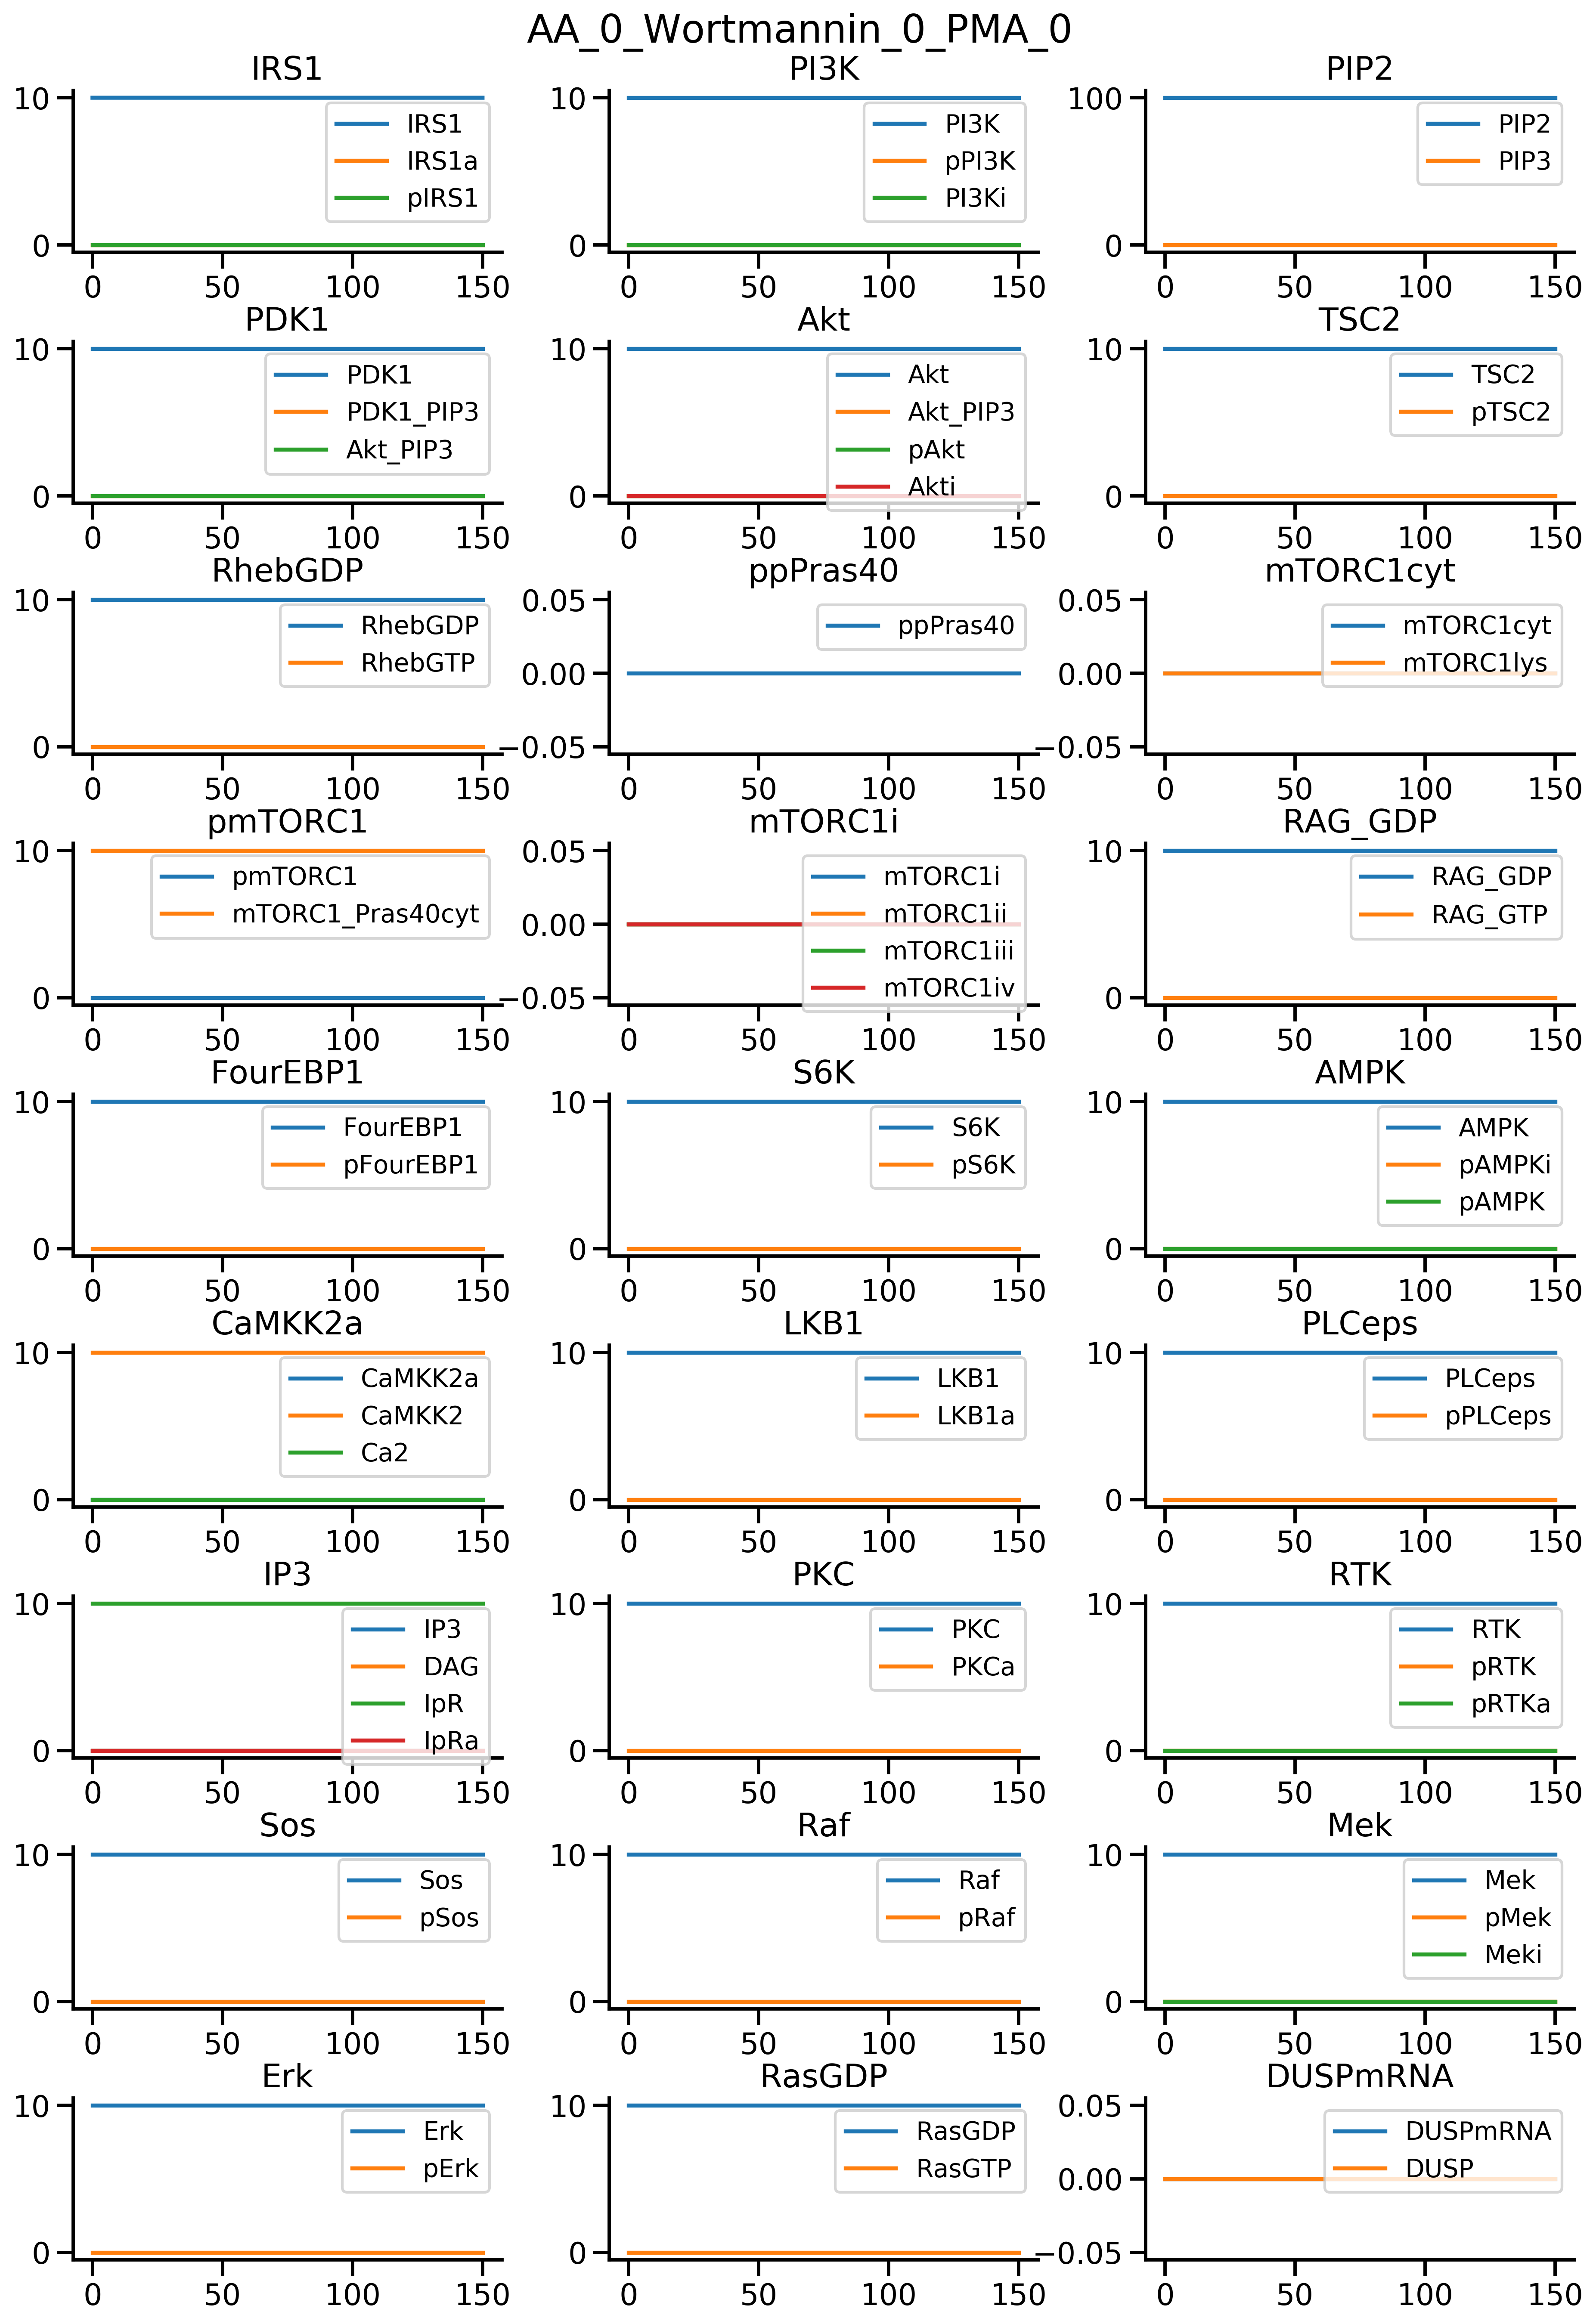 AA_0_Wortmannin_0_PMA_0
IRS1
10
0
0 50 100 150
IRS1
IRS1a
pIRS1
PI3K
10
0
0 50 100 150
PI3K
pPI3K
PI3Ki
PIP2
100
0
0 50 100 150
PIP2
PIP3
PDK1
10
0
0 50 100 150
PDK1
PDK1_PIP3
Akt_PIP3
Akt
10
0
0 50 100 150
Akt
Akt_PIP3
pAkt
Akti
TSC2
10
0
0 50 100 150
TSC2
pTSC2
RhebGDP
10
0
0 50 100 150
RhebGDP
RhebGTP
ppPras40
0.05
0.00
−0.05
0 50 100 150
ppPras40
mTORC1cyt
0.05
0.00
−0.05
0 50 100 150
mTORC1cyt
mTORC1lys
pmTORC1
10
0
0 50 100 150
pmTORC1
mTORC1_Pras40cyt
mTORC1i
0.05
0.00
−0.05
0 50 100 150
mTORC1i
mTORC1ii
mTORC1iii
mTORC1iv
RAG_GDP
10
0
0 50 100 150
RAG_GDP
RAG_GTP
FourEBP1
10
0
0 50 100 150
FourEBP1
pFourEBP1
S6K
10
0
0 50 100 150
S6K
pS6K
AMPK
10
0
0 50 100 150
AMPK
pAMPKi
pAMPK
CaMKK2a
10
0
0 50 100 150
CaMKK2a
CaMKK2
Ca2
LKB1
10
0
0 50 100 150
LKB1
LKB1a
PLCeps
10
0
0 50 100 150
PLCeps
pPLCeps
IP3
10
0
0 50 100 150
IP3
DAG
IpR
IpRa
PKC
10
0
0 50 100 150
PKC
PKCa
RTK
10
0
0 50 100 150
RTK
pRTK
pRTKa
Sos
10
0
0 50 100 150
Sos
pSos
Raf
10
0
0 50 100 150
Raf
pRaf
Mek
10
0
0 50 100 150
Mek
pMek
Meki
Erk
10
0
0 50 100 150
Erk
pErk
RasGDP
10
0
0 50 100 150
RasGDP
RasGTP
DUSPmRNA
0.05
0.00
−0.05
0 50 100 150
DUSPmRNA
DUSP